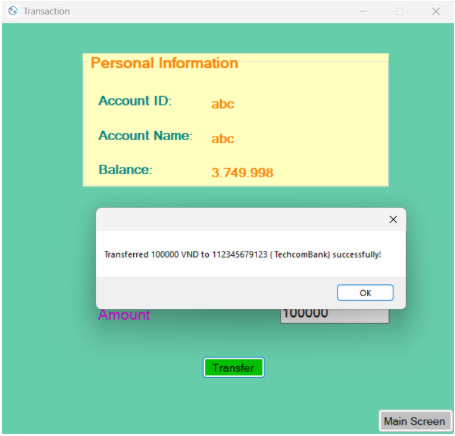 Transaction
Personal Information
Account ID: abc
Account Name: abc
Balance: 3.749.998
Transferred 100000 VND to 112345679123 ( TechcomBank) successfully!
OK
Amount 100000
Transfer
Main Screen